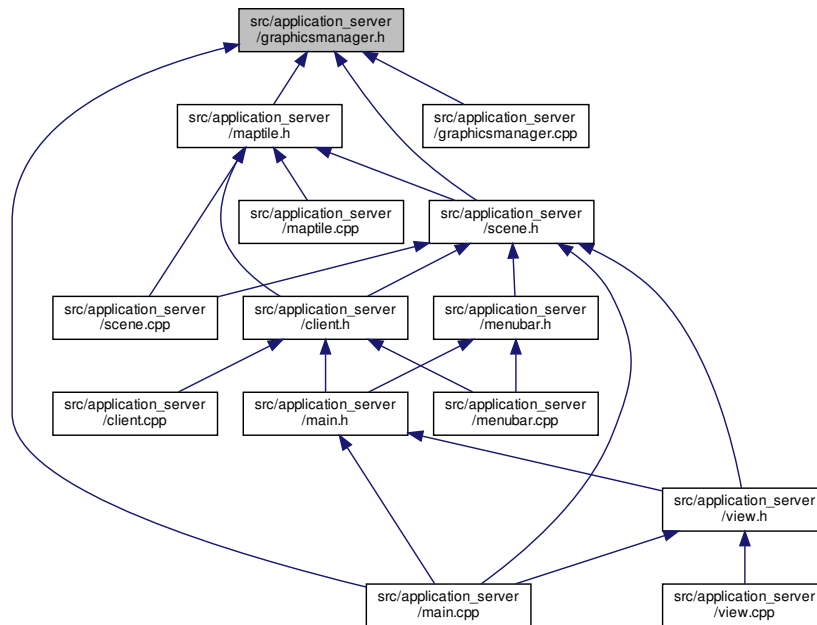 src/application_server
/graphicsmanager.h
src/application_server
/maptile.h
src/application_server
/graphicsmanager.cpp
src/application_server
/maptile.cpp
src/application_server
/scene.h
src/application_server
/scene.cpp
src/application_server
/client.h
src/application_server
/menubar.h
src/application_server
/client.cpp
src/application_server
/main.h
src/application_server
/menubar.cpp
src/application_server
/view.h
src/application_server
/main.cpp
src/application_server
/view.cpp